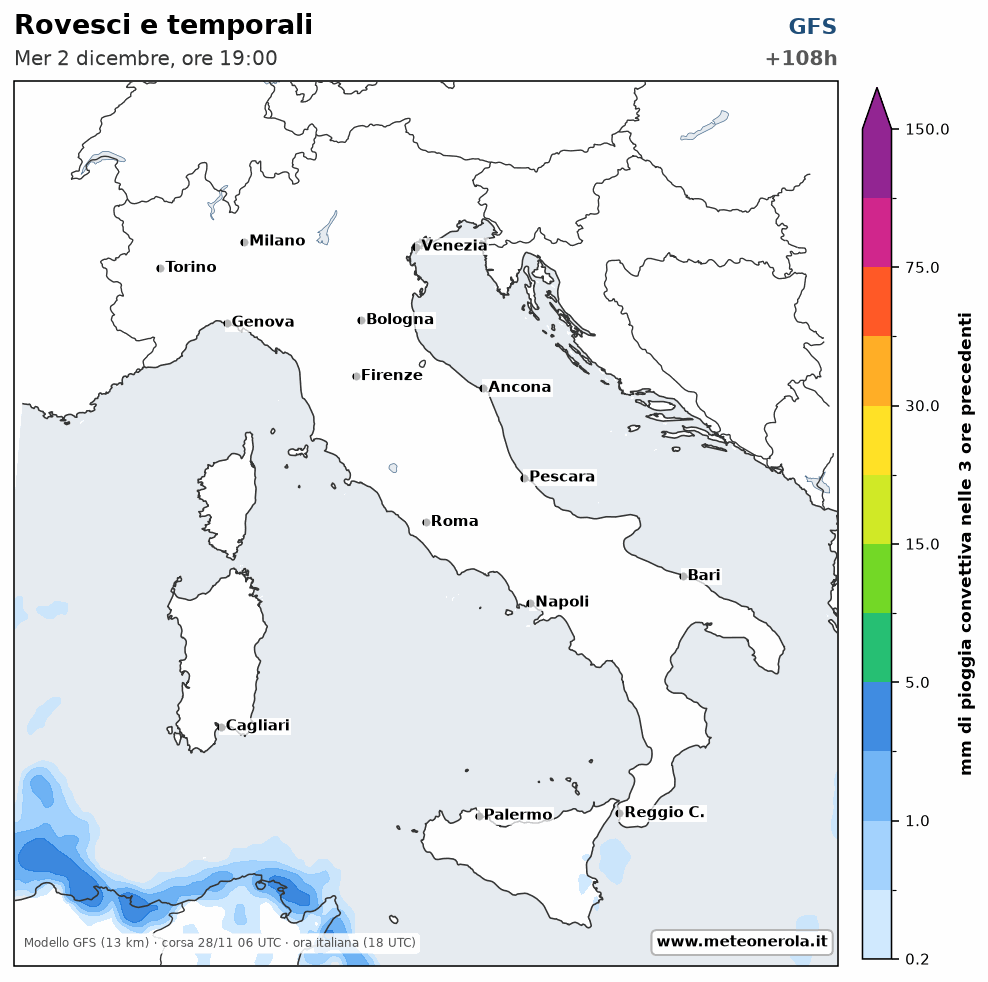 Rovesci e temporali
GFS
Mer 2 dicembre, ore 19:00
+108h
150.0
75.0
30.0
15.0
5.0
1.0
0.2
mm di pioggia convettiva nelle 3 ore precedenti
Milano
Venezia
Torino
Genova
Bologna
Firenze
Ancona
Pescara
Roma
Bari
Napoli
Cagliari
Palermo
Reggio C.
Modello GFS (13 km) · corsa 28/11 06 UTC · ora italiana (18 UTC)
www.meteonerola.it